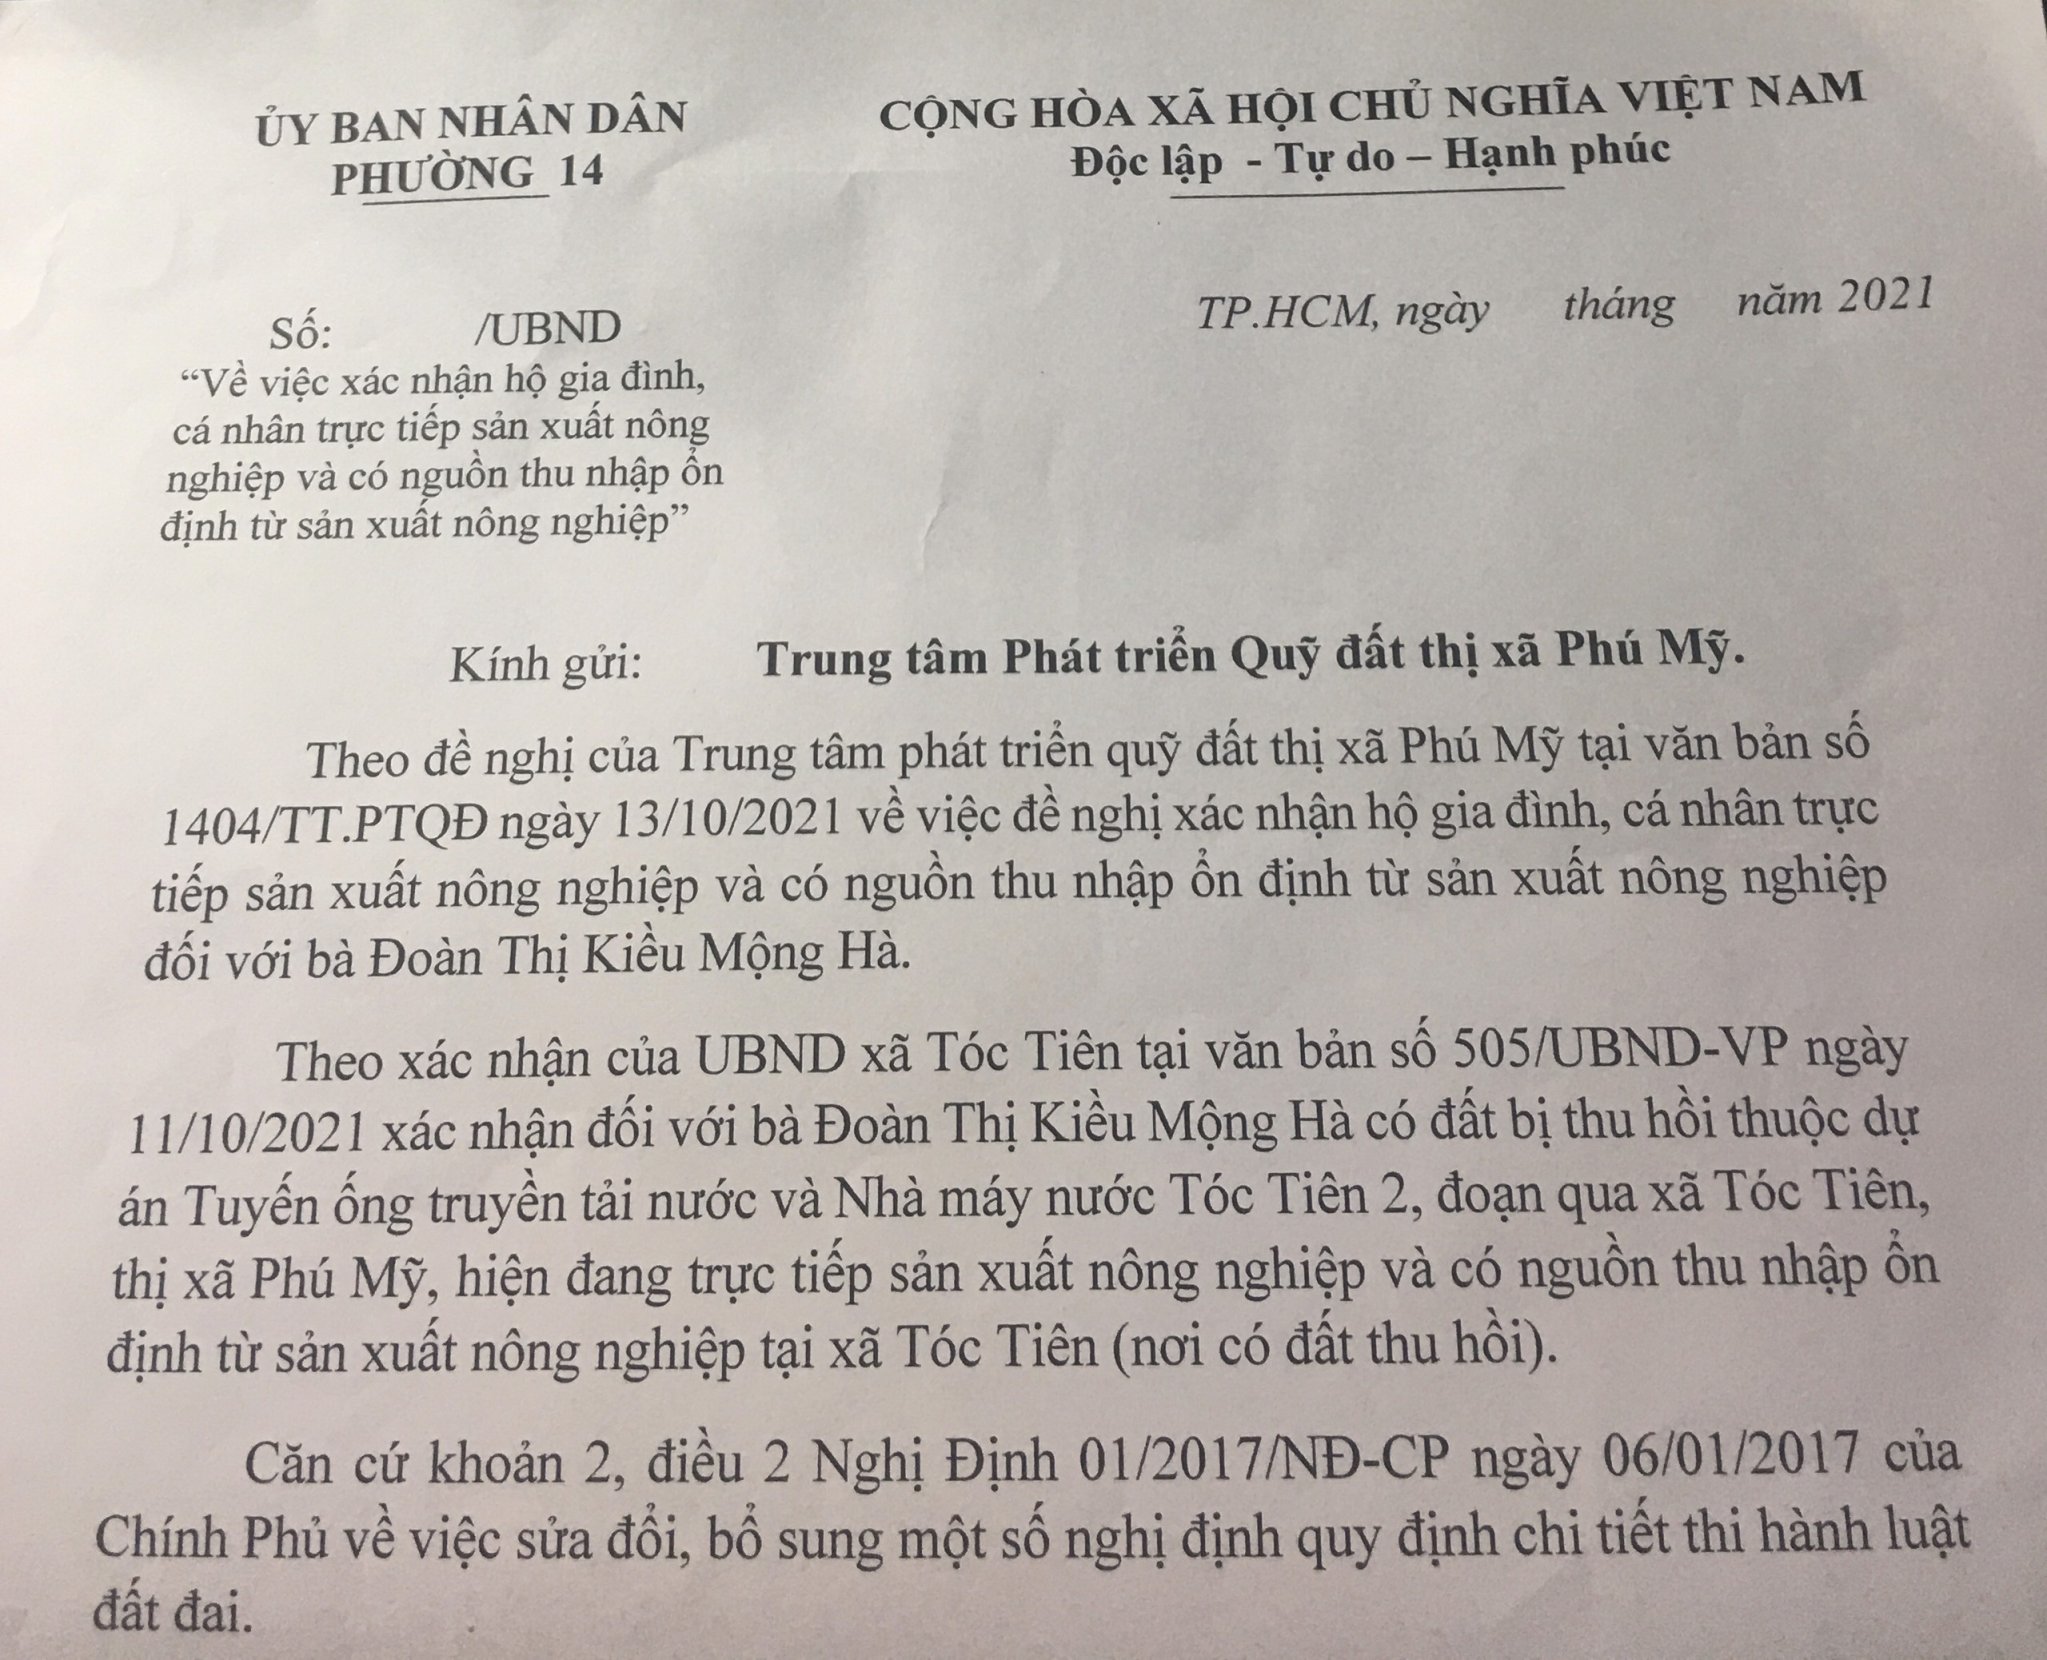 ỦY BAN NHÂN DÂN
PHƯỜNG 14
CỘNG HÒA XÃ HỘI CHỦ NGHĨA VIỆT NAM
Độc lập - Tự do – Hạnh phúc
Số: /UBND
TP.HCM, ngày tháng năm 2021
“Về việc xác nhận hộ gia đình,
cá nhân trực tiếp sản xuất nông
nghiệp và có nguồn thu nhập ổn
định từ sản xuất nông nghiệp”
Kính gửi: Trung tâm Phát triển Quỹ đất thị xã Phú Mỹ.
Theo đề nghị của Trung tâm phát triển quỹ đất thị xã Phú Mỹ tại văn bản số
1404/TT.PTQĐ ngày 13/10/2021 về việc đề nghị xác nhận hộ gia đình, cá nhân trực
tiếp sản xuất nông nghiệp và có nguồn thu nhập ổn định từ sản xuất nông nghiệp
đối với bà Đoàn Thị Kiều Mộng Hà.
Theo xác nhận của UBND xã Tóc Tiên tại văn bản số 505/UBND-VP ngày
11/10/2021 xác nhận đối với bà Đoàn Thị Kiều Mộng Hà có đất bị thu hồi thuộc dự
án Tuyến ống truyền tải nước và Nhà máy nước Tóc Tiên 2, đoạn qua xã Tóc Tiên,
thị xã Phú Mỹ, hiện đang trực tiếp sản xuất nông nghiệp và có nguồn thu nhập ổn
định từ sản xuất nông nghiệp tại xã Tóc Tiên (nơi có đất thu hồi).
Căn cứ khoản 2, điều 2 Nghị Định 01/2017/NĐ-CP ngày 06/01/2017 của
Chính Phủ về việc sửa đổi, bổ sung một số nghị định quy định chi tiết thi hành luật
đất đai.